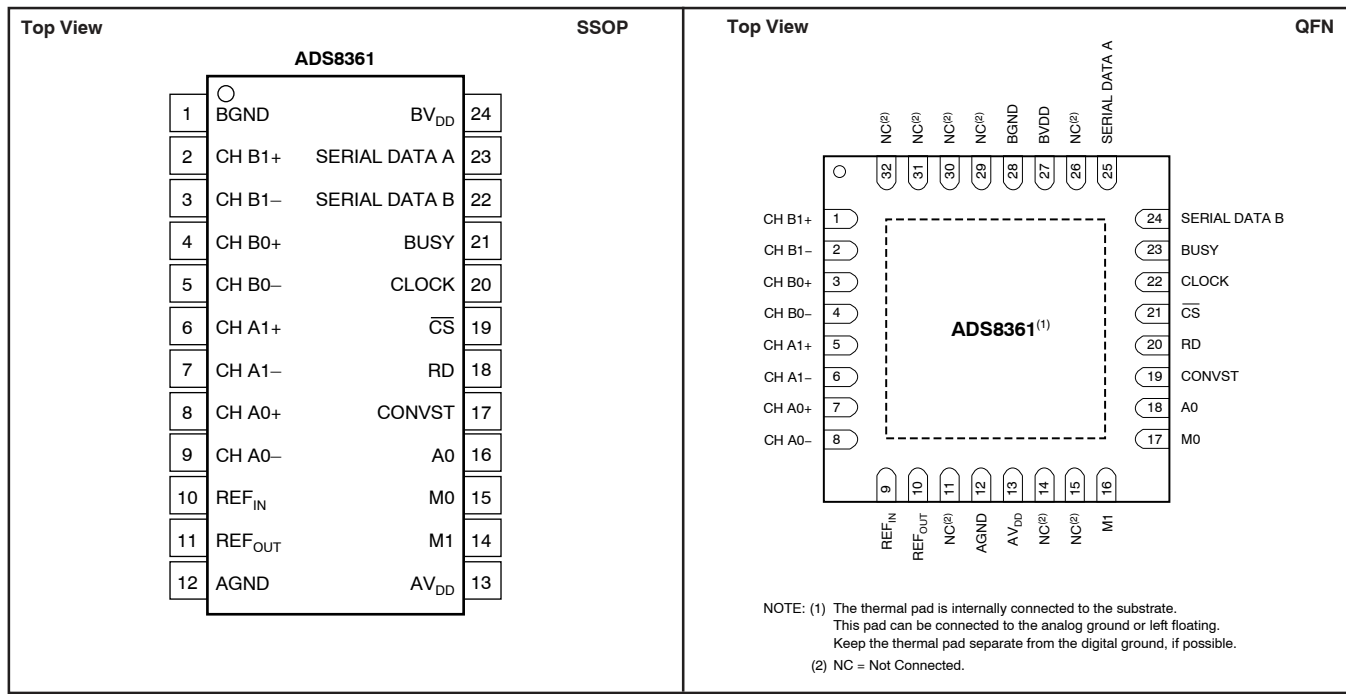 Top View
SSOP
ADS8361
1 BGND BVDD 24
2 CH B1+ SERIAL DATA A 23
3 CH B1− SERIAL DATA B 22
4 CH B0+ BUSY 21
5 CH B0− CLOCK 20
6 CH A1+ CS 19
7 CH A1− RD 18
8 CH A0+ CONVST 17
9 CH A0− A0 16
10 REFIN M0 15
11 REFOUT M1 14
12 AGND AVDD 13
Top View
QFN
NC(2) NC(2) NC(2) NC(2) BGND BVDD NC(2) SERIAL DATA A
32 31 30 29 28 27 26 25
CH B1+ 1 24 SERIAL DATA B
CH B1− 2 23 BUSY
CH B0+ 3 22 CLOCK
CH B0− 4 21 CS
CH A1+ 5 20 RD
CH A1− 6 19 CONVST
CH A0+ 7 18 A0
CH A0− 8 17 M0
ADS8361(1)
9 10 11 12 13 14 15 16
REFIN REFOUT NC(2) AGND AVDD NC(2) NC(2) M1
NOTE: (1) The thermal pad is internally connected to the substrate.
This pad can be connected to the analog ground or left floating.
Keep the thermal pad separate from the digital ground, if possible.
(2) NC = Not Connected.